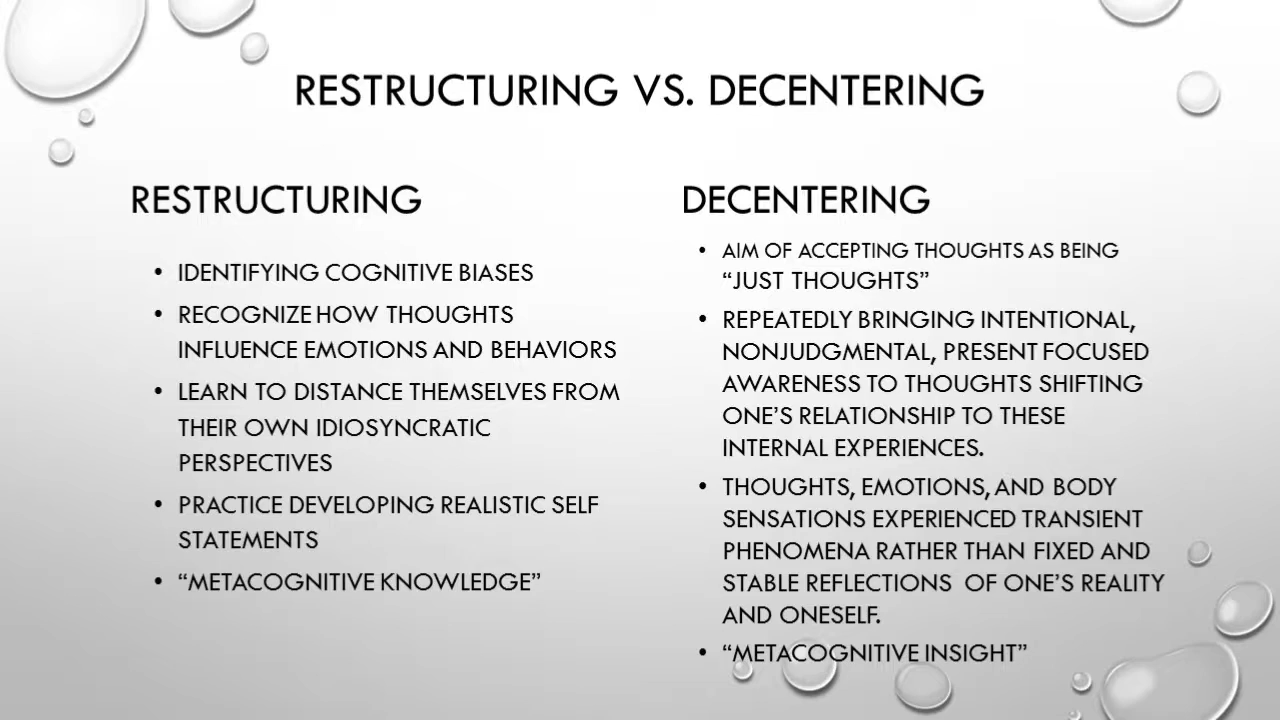 RESTRUCTURING VS. DECENTERING
RESTRUCTURING
• IDENTIFYING COGNITIVE BIASES
• RECOGNIZE HOW THOUGHTS
INFLUENCE EMOTIONS AND BEHAVIORS
• LEARN TO DISTANCE THEMSELVES FROM
THEIR OWN IDIOSYNCRATIC
PERSPECTIVES
• PRACTICE DEVELOPING REALISTIC SELF
STATEMENTS
• “METACOGNITIVE KNOWLEDGE”
DECENTERING
• AIM OF ACCEPTING THOUGHTS AS BEING
“JUST THOUGHTS”
• REPEATEDLY BRINGING INTENTIONAL,
NONJUDGMENTAL, PRESENT FOCUSED
AWARENESS TO THOUGHTS SHIFTING
ONE’S RELATIONSHIP TO THESE
INTERNAL EXPERIENCES.
• THOUGHTS, EMOTIONS, AND BODY
SENSATIONS EXPERIENCED TRANSIENT
PHENOMENA RATHER THAN FIXED AND
STABLE REFLECTIONS OF ONE’S REALITY
AND ONESELF.
• “METACOGNITIVE INSIGHT”